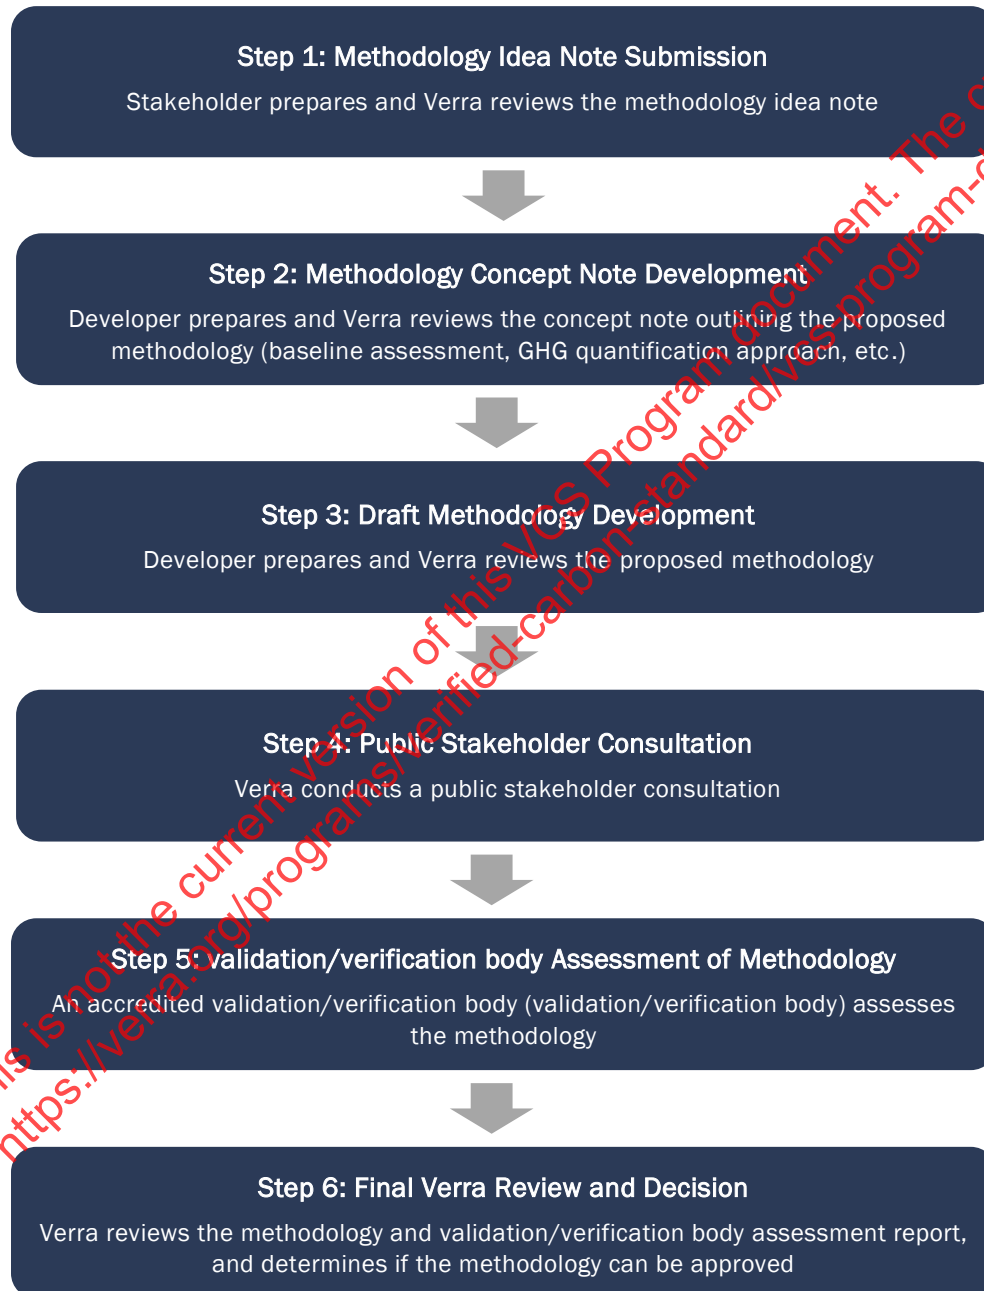 Step 1: Methodology Idea Note Submission
Stakeholder prepares and Verra reviews the methodology idea note
Step 2: Methodology Concept Note Development
Developer prepares and Verra reviews the concept note outlining the proposed
methodology (baseline assessment, GHG quantification approach, etc.)
Step 3: Draft Methodology Development
Developer prepares and Verra reviews the proposed methodology
Step 4: Public Stakeholder Consultation
Verra conducts a public stakeholder consultation
Step 5: validation/verification body Assessment of Methodology
An accredited validation/verification body (validation/verification body) assesses
the methodology
Step 6: Final Verra Review and Decision
Verra reviews the methodology and validation/verification body assessment report,
and determines if the methodology can be approved
is not the current version of this VCS Program document. The
https://verra.org/programs/verified-carbon-standard/vcs-program-